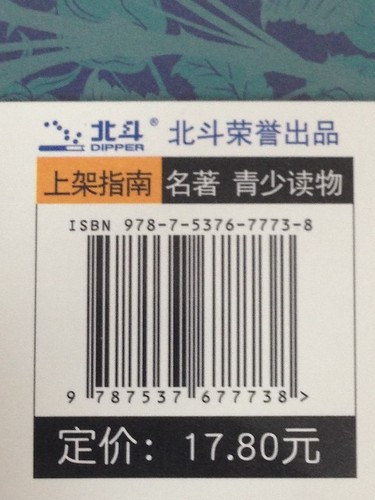 北斗® 北斗荣誉出品
DIPPER
上架指南 名著 青少读物
ISBN 978-7-5376-7773-8
9 787537 677738 >
定价：17.80元